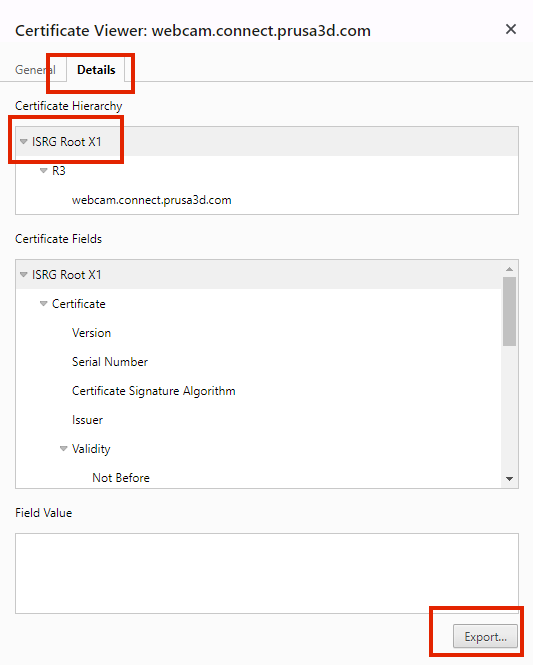 Certificate Viewer: webcam.connect.prusa3d.com
General Details
Certificate Hierarchy
ISRG Root X1
R3
webcam.connect.prusa3d.com
Certificate Fields
ISRG Root X1
Certificate
Version
Serial Number
Certificate Signature Algorithm
Issuer
Validity
Not Before
Field Value
Export...